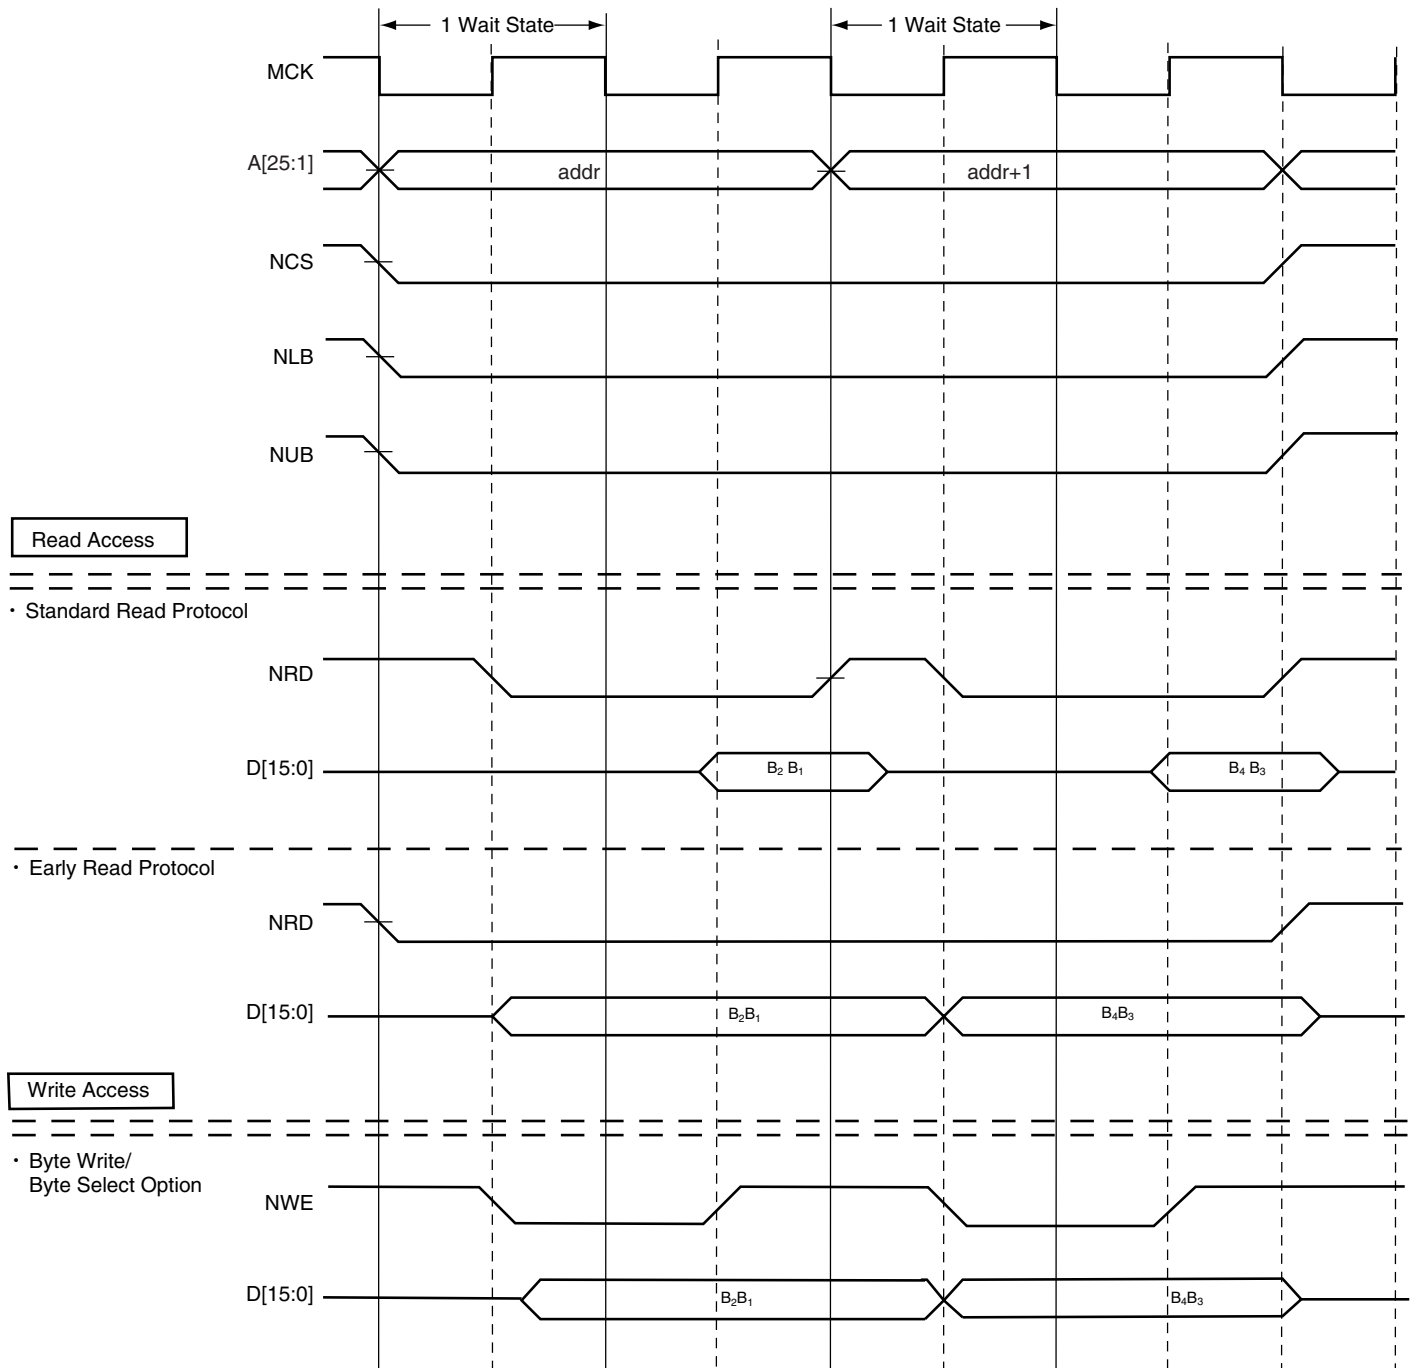 1 Wait State 1 Wait State
MCK
A[25:1] addr addr+1
NCS
NLB
NUB
Read Access
· Standard Read Protocol
NRD
D[15:0] B₂ B₁ B₄ B₃
· Early Read Protocol
NRD
D[15:0] B₂B₁ B₄B₃
Write Access
· Byte Write/
Byte Select Option
NWE
D[15:0] B₂B₁ B₄B₃